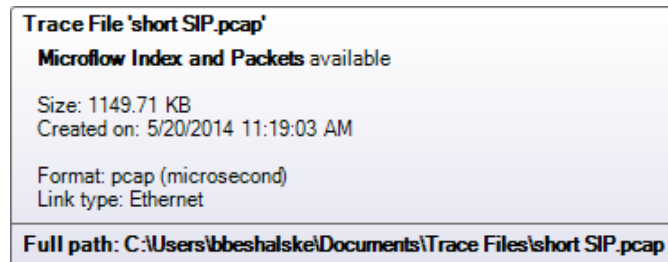 Trace File 'short SIP.pcap'
Microflow Index and Packets available
Size: 1149.71 KB
Created on: 5/20/2014 11:19:03 AM
Format: pcap (microsecond)
Link type: Ethernet
Full path: C:\Users\bbeshalske\Documents\Trace Files\short SIP.pcap